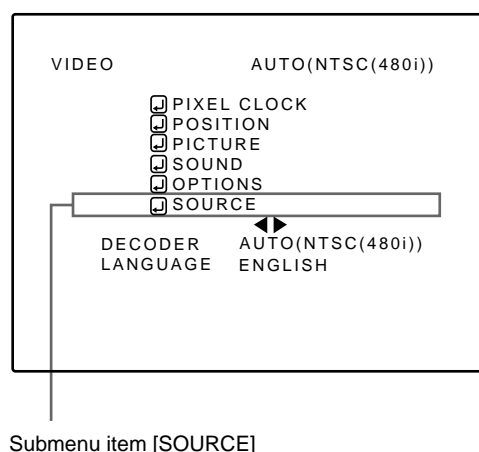 VIDEO AUTO(NTSC(480i))
PIXEL CLOCK
POSITION
PICTURE
SOUND
OPTIONS
SOURCE
DECODER AUTO(NTSC(480i))
LANGUAGE ENGLISH
Submenu item [SOURCE]